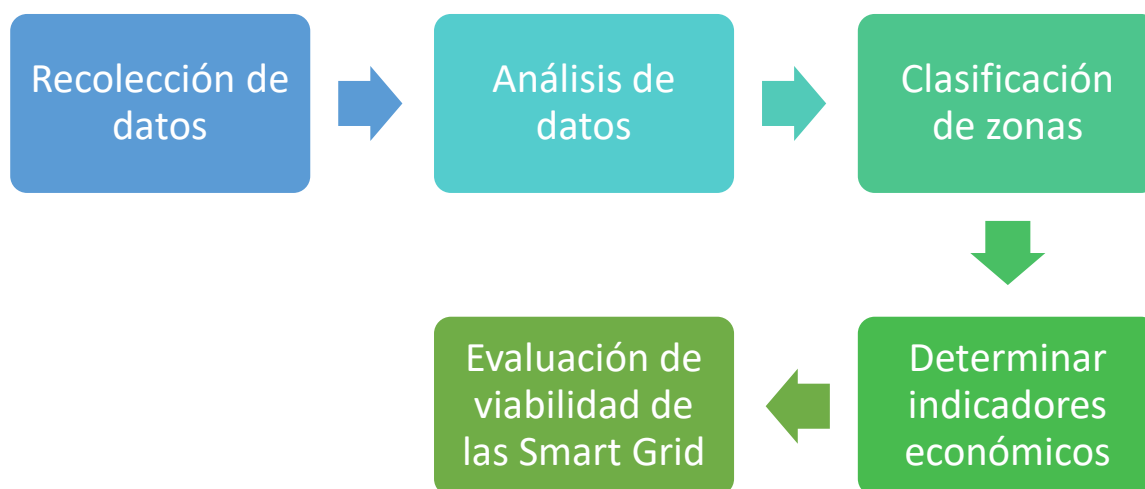 Recolección de
datos
Análisis de
datos
Clasificación
de zonas
Determinar
indicadores
económicos
Evaluación de
viabilidad de
las Smart Grid